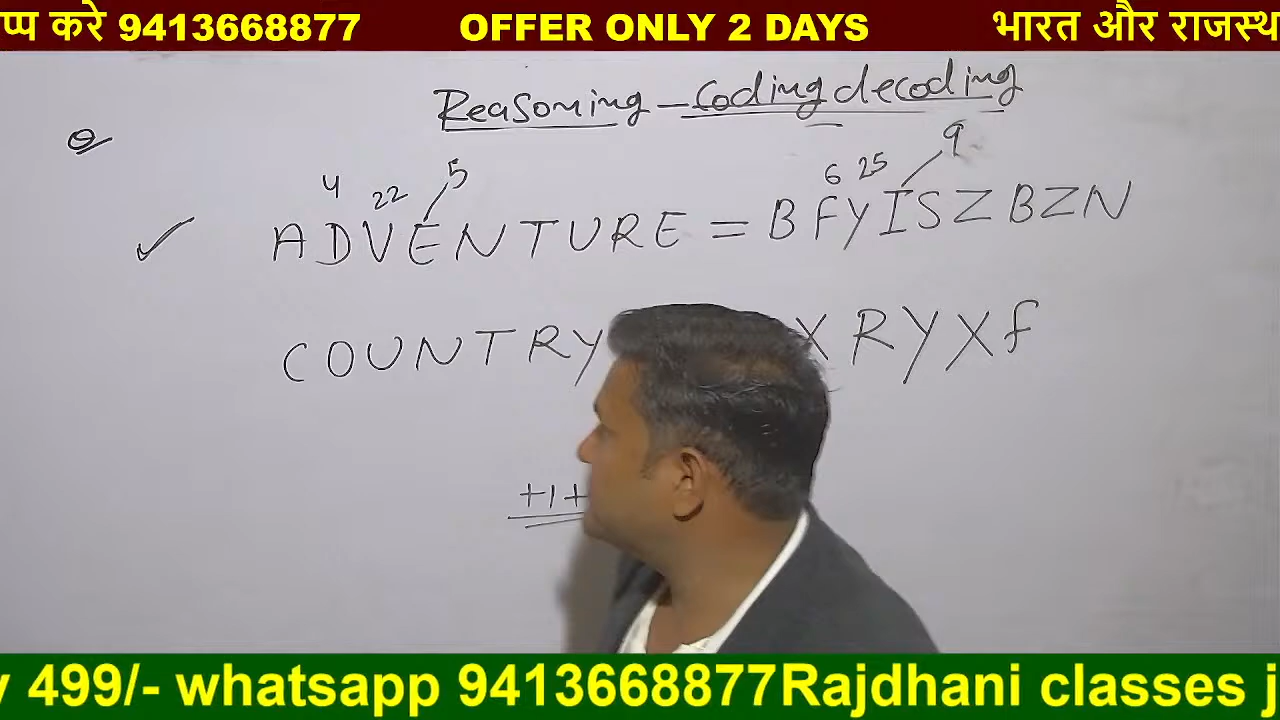 प्प करे 9413668877 OFFER ONLY 2 DAYS भारत और राजस्थ
Reasoning - Coding decoding
Q
4 22 5 6 25 9
✓ ADVENTURE = BFYISZBZN
COUNTRY XRYXf
+1+
y 499/- whatsapp 9413668877Rajdhani classes j